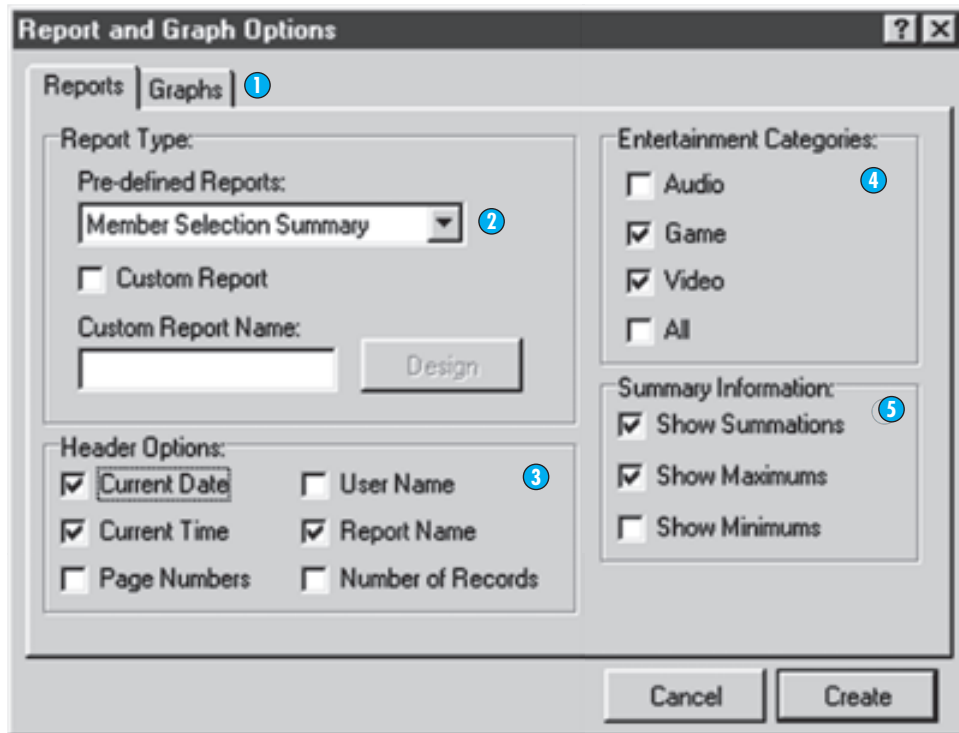 Report and Graph Options
?
Reports
Graphs
1
Report Type:
Pre-defined Reports:
Member Selection Summary
2
Custom Report
Custom Report Name:
Design
Header Options:
3
Current Date
User Name
Current Time
Report Name
Page Numbers
Number of Records
Entertainment Categories:
Audio
4
Game
Video
All
Summary Information:
5
Show Summations
Show Maximums
Show Minimums
Cancel
Create